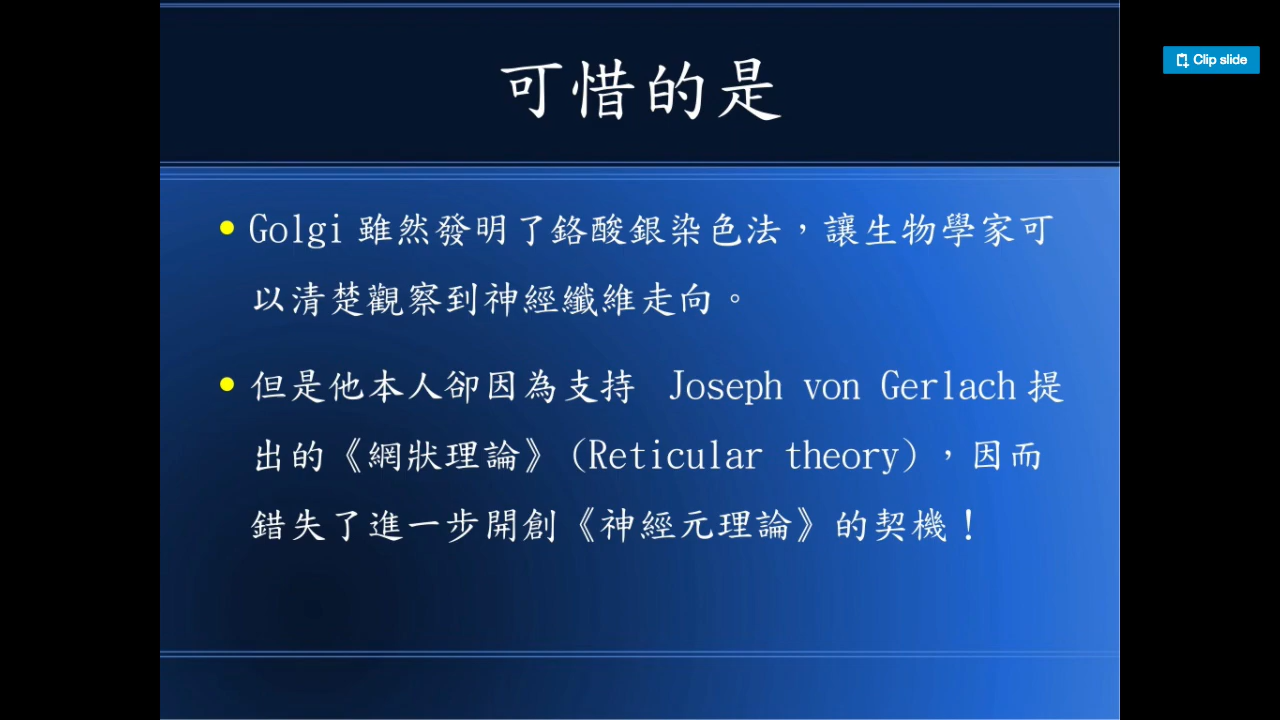 可惜的是
Clip slide
Golgi 雖然發明了鉻酸銀染色法，讓生物學家可
以清楚觀察到神經纖維走向。
但是他本人卻因為支持 Joseph von Gerlach 提
出的《網狀理論》(Reticular theory)，因而
錯失了進一步開創《神經元理論》的契機！